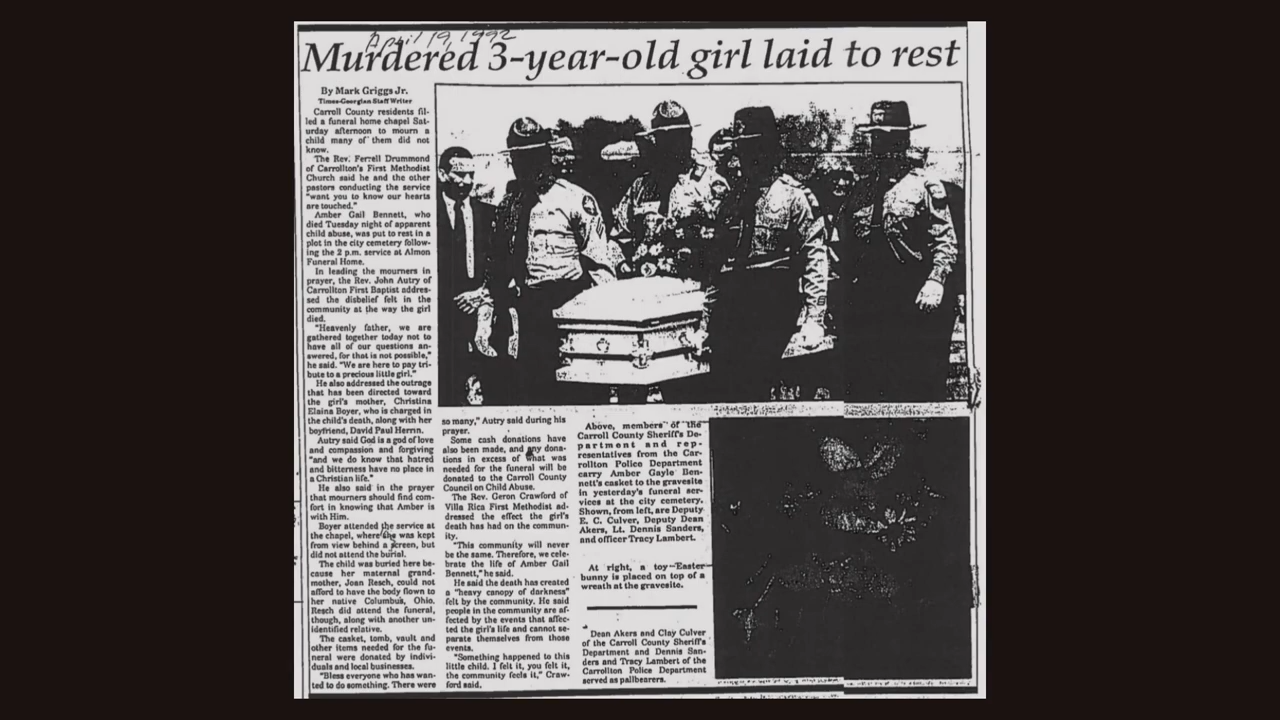 April 19, 1992
Murdered 3-year-old girl laid to rest
By Mark Griggs Jr.
Times-Georgian Staff Writer
Carroll County residents fil-
led a funeral home chapel Sat-
urday afternoon to mourn a
child many of them did not
know.
The Rev. Ferrell Drummond
of Carrollton's First Methodist
Church said he and the other
pastors conducting the service
"want you to know our hearts
are touched."
Amber Gail Bennett, who
died Tuesday night of apparent
child abuse, was put to rest in a
plot in the city cemetery follow-
ing the 2 p.m. service at Almon
Funeral Home.
In leading the mourners in
prayer, the Rev. John Autry of
Carrollton First Baptist addres-
sed the disbelief felt in the
community at the way the girl
died.
"Heavenly father, we are
gathered together today not to
have all of our questions an-
swered, for that is not possible,"
he said. "We are here to pay tri-
bute to a precious little girl."
He also addressed the outrage
that has been directed toward
the girl's mother, Christina
Elaina Boyer, who is charged in
the child's death, along with her
boyfriend, David Paul Herrin.
Autry said God is a god of love
and compassion and forgiving
"and we do know that hatred
and bitterness have no place in
a Christian life."
He also said in the prayer
that mourners should find com-
fort in knowing that Amber is
with Him.
Boyer attended the service at
the chapel, where she was kept
from view behind a screen, but
did not attend the burial.
The child was buried here be-
cause her maternal grand-
mother, Joan Resch, could not
afford to have the body flown to
her native Columbus, Ohio.
Resch did attend the funeral,
though, along with another un-
identified relative.
The casket, tomb, vault and
other items needed for the fu-
neral were donated by indivi-
duals and local businesses.
"Bless everyone who has wan-
ted to do something. There were
so many," Autry said during his
prayer.
Some cash donations have
also been made, and any dona-
tions in excess of what was
needed for the funeral will be
donated to the Carroll County
Council on Child Abuse.
The Rev. Geron Crawford of
Villa Rica First Methodist ad-
dressed the effect the girl's
death has had on the commun-
ity.
"This community will never
be the same. Therefore, we cele-
brate the life of Amber Gail
Bennett," he said.
He said the death has created
a "heavy canopy of darkness"
felt by the community. He said
people in the community are af-
fected by the events that affec-
ted the girl's life and cannot se-
parate themselves from those
events.
"Something happened to this
little child. I felt it, you felt it,
the community feels it," Craw-
ford said.
Above, members of the
Carroll County Sheriff's De-
partment and rep-
resentatives from the Car-
rollton Police Department
carry Amber Gayle Ben-
nett's casket to the gravesite
in yesterday's funeral ser-
vices at the city cemetery.
Shown, from left, are Deputy
E. C. Culver, Deputy Dean
Akers, Lt. Dennis Sanders,
and officer Tracy Lambert.
At right, a toy Easter
bunny is placed on top of a
wreath at the gravesite.
Dean Akers and Clay Culver
of the Carroll County Sheriff's
Department and Dennis San-
ders and Tracy Lambert of the
Carrollton Police Department
served as pallbearers.